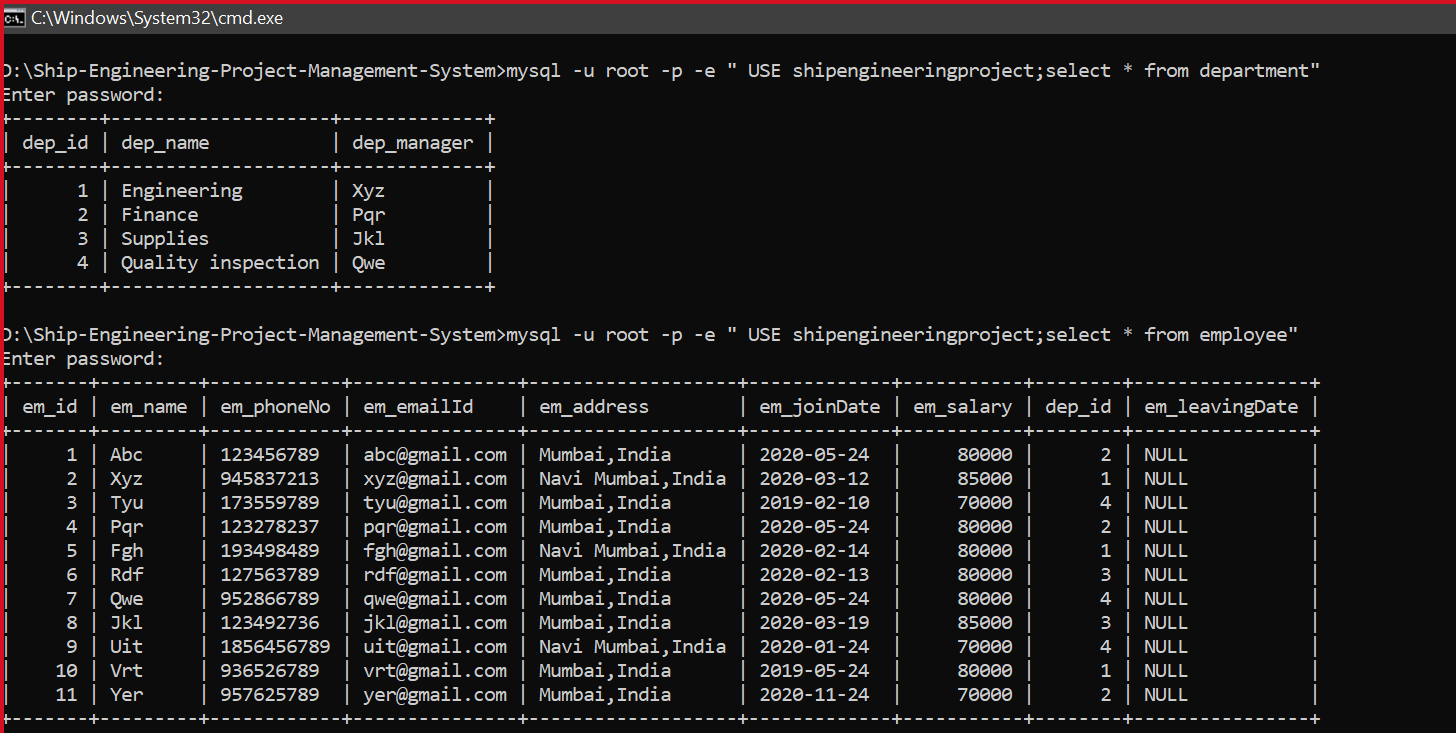 C:\Windows\System32\cmd.exe
D:\Ship-Engineering-Project-Management-System>mysql -u root -p -e " USE shipengineeringproject;select * from department"
Enter password:
+--------+--------------------+-------------+
| dep_id | dep_name           | dep_manager |
+--------+--------------------+-------------+
|      1 | Engineering        | Xyz         |
|      2 | Finance            | Pqr         |
|      3 | Supplies           | Jkl         |
|      4 | Quality inspection | Qwe         |
+--------+--------------------+-------------+
D:\Ship-Engineering-Project-Management-System>mysql -u root -p -e " USE shipengineeringproject;select * from employee"
Enter password:
+-------+---------+------------+---------------+-------------------+-------------+-----------+--------+----------------+
| em_id | em_name | em_phoneNo | em_emailId    | em_address        | em_joinDate | em_salary | dep_id | em_leavingDate |
+-------+---------+------------+---------------+-------------------+-------------+-----------+--------+----------------+
|     1 | Abc     | 123456789  | abc@gmail.com | Mumbai,India      | 2020-05-24  |     80000 |      2 | NULL           |
|     2 | Xyz     | 945837213  | xyz@gmail.com | Navi Mumbai,India | 2020-03-12  |     85000 |      1 | NULL           |
|     3 | Tyu     | 173559789  | tyu@gmail.com | Mumbai,India      | 2019-02-10  |     70000 |      4 | NULL           |
|     4 | Pqr     | 123278237  | pqr@gmail.com | Mumbai,India      | 2020-05-24  |     80000 |      2 | NULL           |
|     5 | Fgh     | 193498489  | fgh@gmail.com | Navi Mumbai,India | 2020-02-14  |     80000 |      1 | NULL           |
|     6 | Rdf     | 127563789  | rdf@gmail.com | Mumbai,India      | 2020-02-13  |     80000 |      3 | NULL           |
|     7 | Qwe     | 952866789  | qwe@gmail.com | Mumbai,India      | 2020-05-24  |     80000 |      4 | NULL           |
|     8 | Jkl     | 123492736  | jkl@gmail.com | Mumbai,India      | 2020-03-19  |     85000 |      3 | NULL           |
|     9 | Uit     | 1856456789 | uit@gmail.com | Navi Mumbai,India | 2020-01-24  |     70000 |      4 | NULL           |
|    10 | Vrt     | 936526789  | vrt@gmail.com | Mumbai,India      | 2019-05-24  |     80000 |      1 | NULL           |
|    11 | Yer     | 957625789  | yer@gmail.com | Mumbai,India      | 2020-11-24  |     70000 |      2 | NULL           |
+-------+---------+------------+---------------+-------------------+-------------+-----------+--------+----------------+